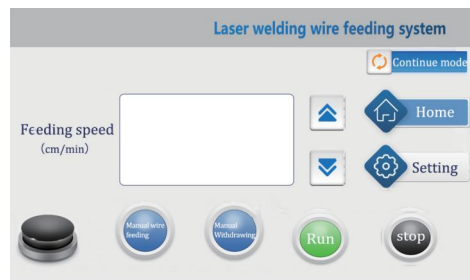 Laser welding wire feeding system
Continue mode
Home
Feeding speed
(cm/min)
Setting
Manual wire
feeding
Manual
Withdrawing
Run
stop